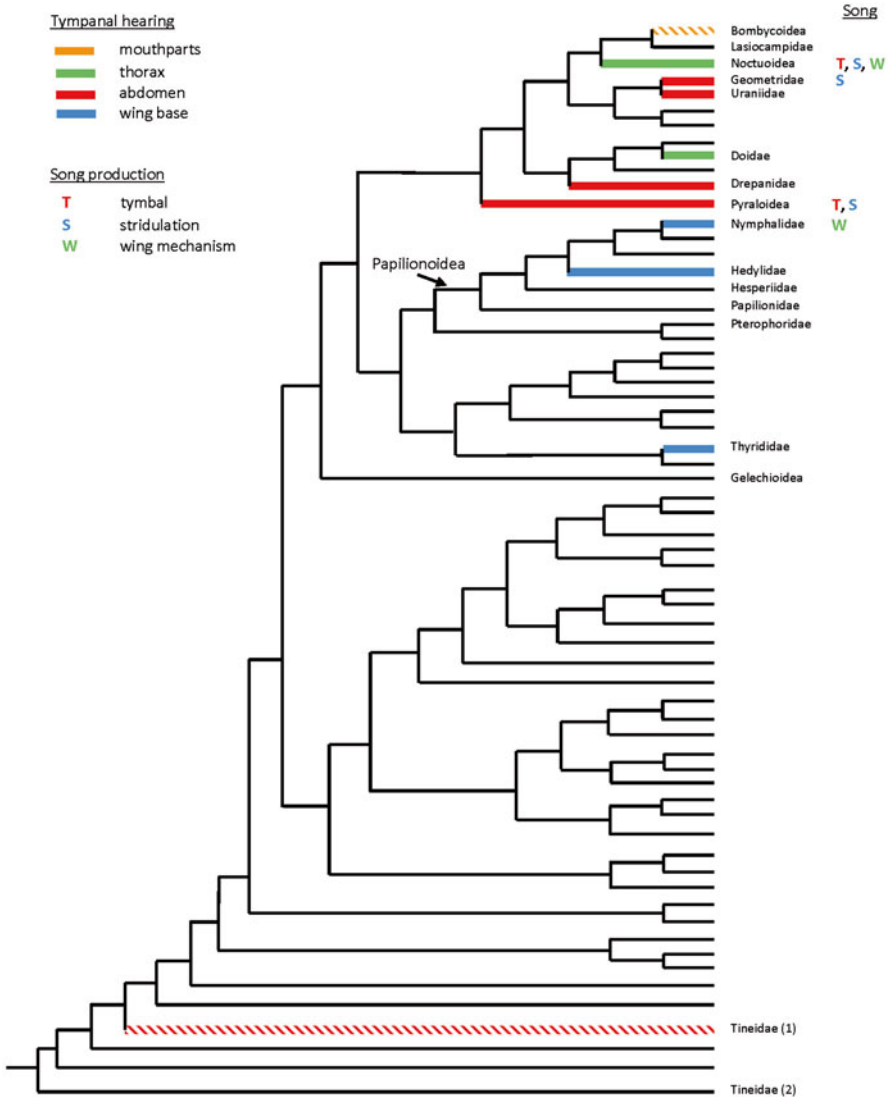 Tympanal hearing
mouthparts
thorax
abdomen
wing base
Song production
T tymbal
S stridulation
W wing mechanism
Papilionoidea
Song
Bombycoidea
Lasiocampidae
Noctuoidea T, S, W
Geometridae S
Uraniidae
Doidae
Drepanidae
Pyraloidea T, S
Nymphalidae W
Hedylidae
Hesperiidae
Papilionidae
Pterophoridae
Thyrididae
Gelechioidea
Tineidae (1)
Tineidae (2)